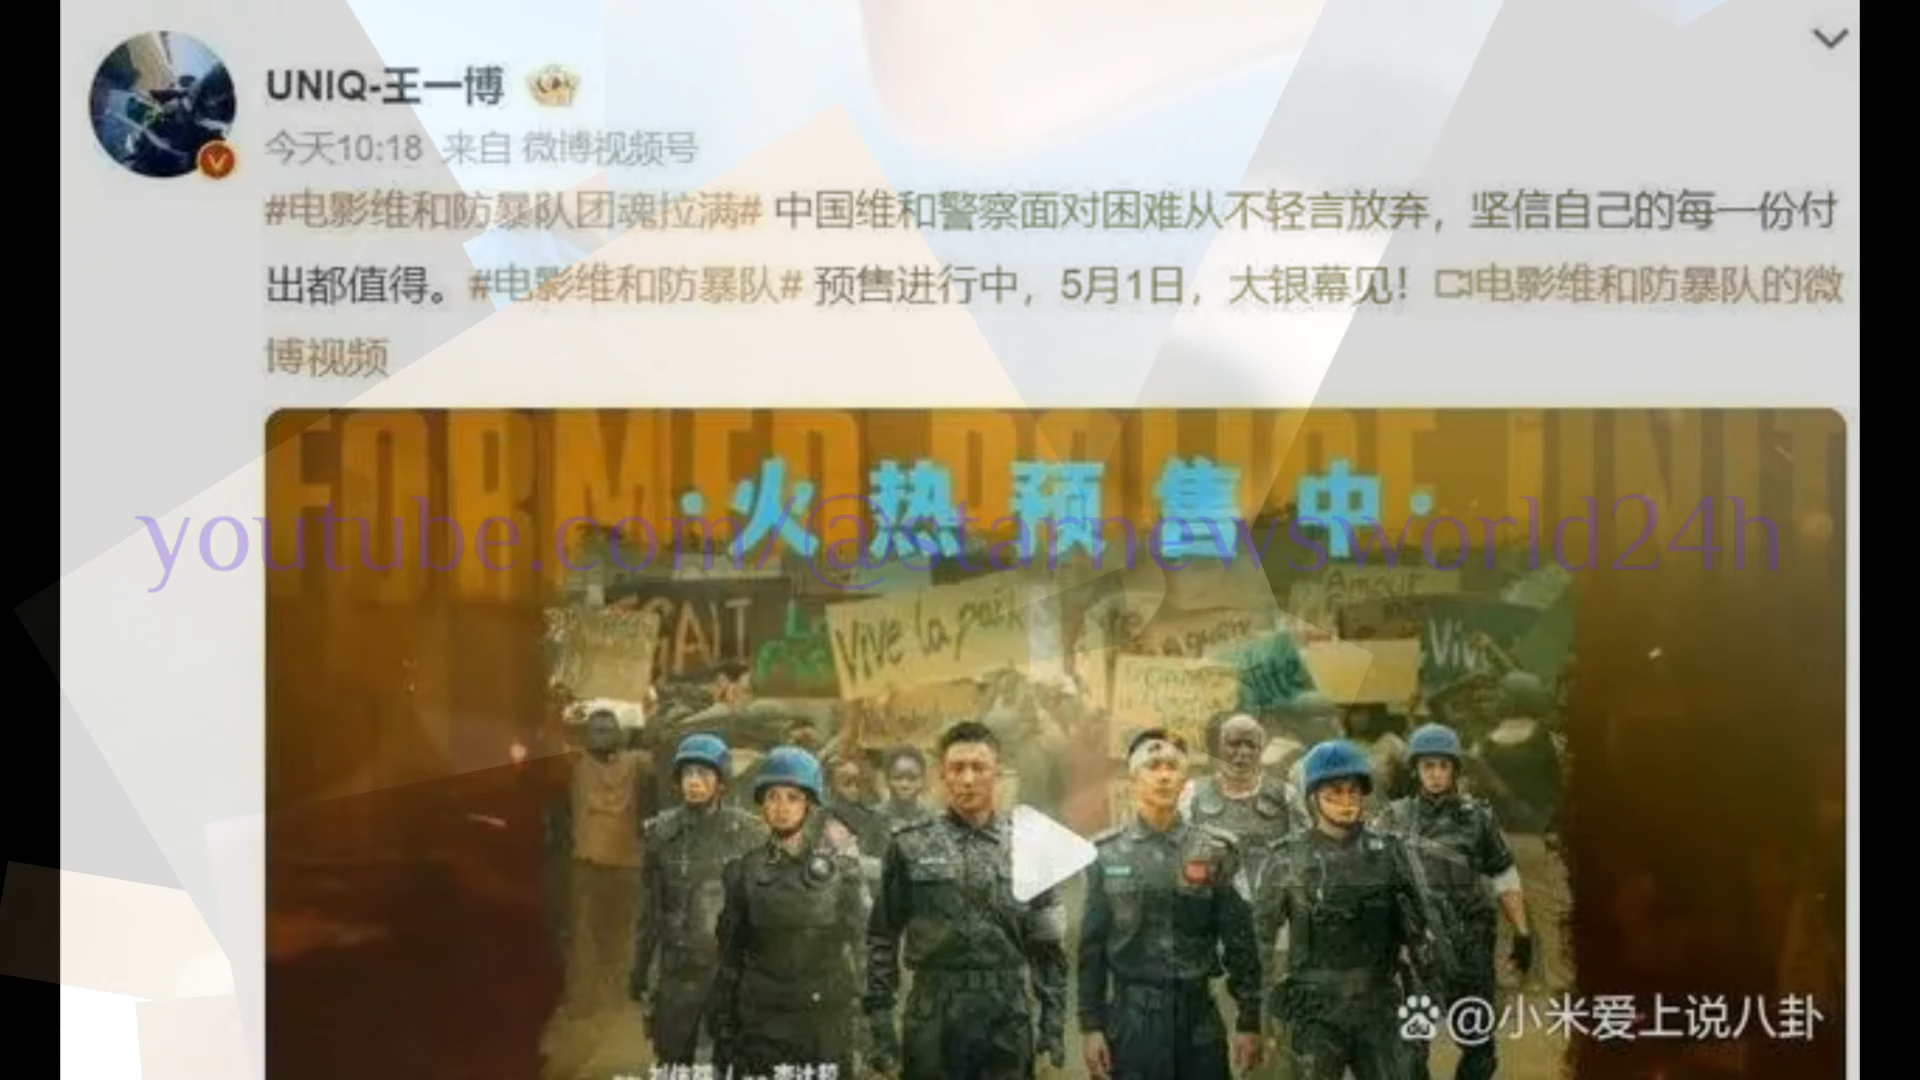 UNIQ-王一博
今天10:18 来自 微博视频号
#电影维和防暴队团魂拉满# 中国维和警察面对困难从不轻言放弃，坚信自己的每一份付
出都值得。#电影维和防暴队# 预售进行中，5月1日，大银幕见！电影维和防暴队的微
博视频
FORMED POLICE UNIT
·火热预售中·
youtube.com/@starnewsworld24h
Amour
Vive la paix
@小米爱上说八卦